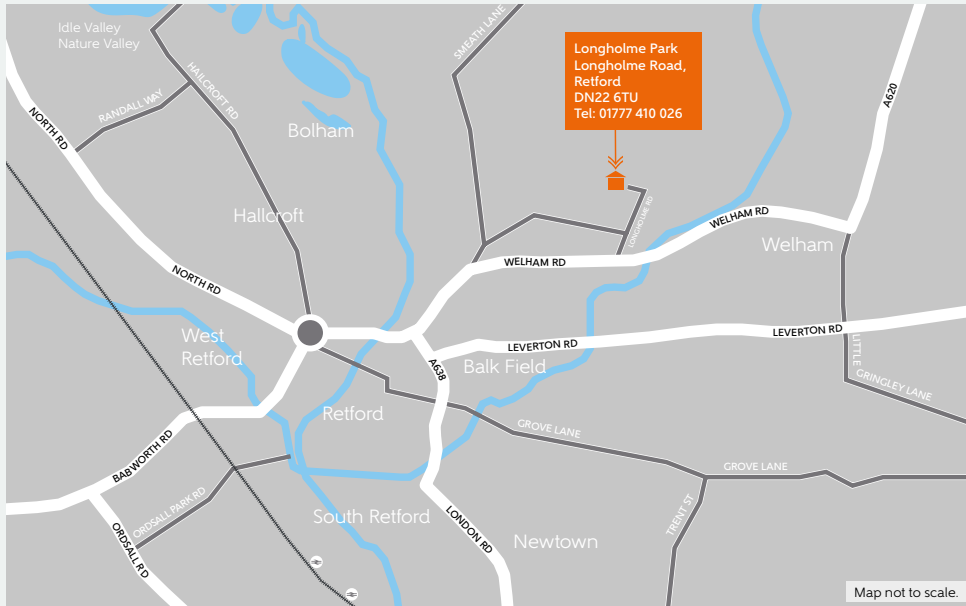 Idle Valley
Nature Valley
SMEATH LANE
Longholme Park
Longholme Road,
Retford
DN22 6TU
Tel: 01777 410 026
A620
HAILCROFT RD
RANDALL WAY
NORTH RD
Bolham
Hallcroft
LONGHOLME RD
WELHAM RD
Welham
WELHAM RD
NORTH RD
West
Retford
LEVERTON RD
LEVERTON RD
A638
Balk Field
LITTLE
GRINGLEY LANE
Retford
GROVE LANE
GROVE LANE
BABWORTH RD
ORDSALL PARK RD
South Retford
LONDON RD
TRENT ST
Newtown
ORDSALL RD
Map not to scale.